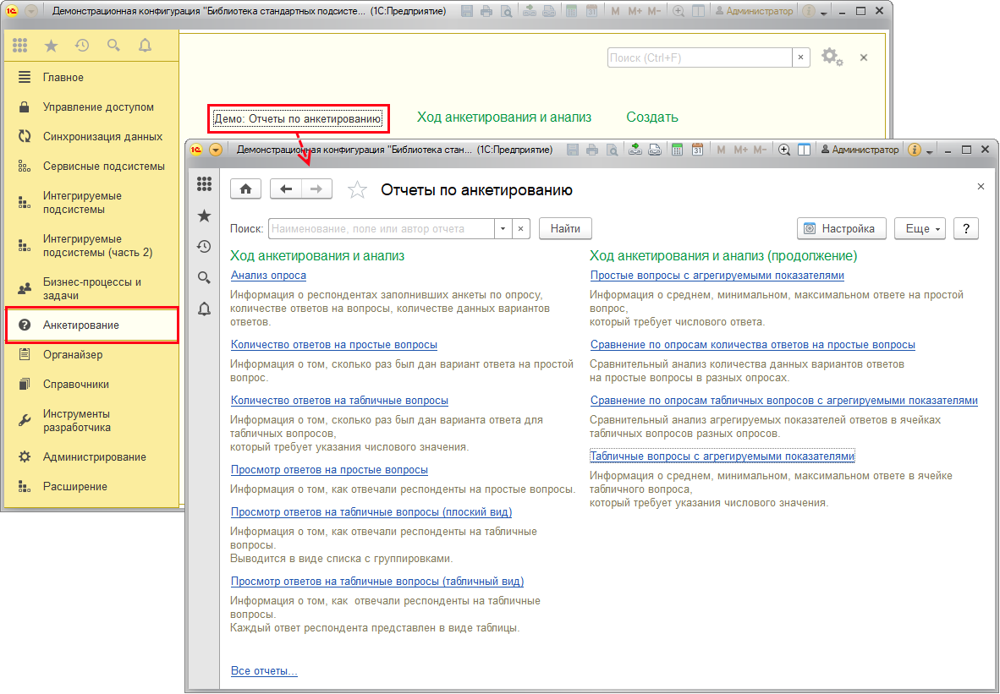 Демонстрационная конфигурация "Библиотека стандартных подсисте... (1С:Предприятие)
M M+ M- Администратор
Поиск (Ctrl+F)
Главное
Управление доступом
Синхронизация данных
Сервисные подсистемы
Интегрируемые
подсистемы
Интегрируемые
подсистемы (часть 2)
Бизнес-процессы и
задачи
Анкетирование
Органайзер
Справочники
Инструменты
разработчика
Администрирование
Расширение
Демо: Отчеты по анкетированию
Ход анкетирования и анализ
Создать
Демонстрационная конфигурация "Библиотека стан... (1С:Предприятие)
31 M M+ M- Администратор
Отчеты по анкетированию
Поиск: Наименование, поле или автор отчета Найти Настройка Еще ?
Ход анкетирования и анализ
Анализ опроса
Информация о респондентах заполнивших анкеты по опросу,
количестве ответов на вопросы, количестве данных вариантов
ответов.
Количество ответов на простые вопросы
Информация о том, сколько раз был дан вариант ответа на простой
вопрос.
Количество ответов на табличные вопросы
Информация о том, сколько раз был дан варианта ответа для
табличных вопросов,
который требует указания числового значения.
Просмотр ответов на простые вопросы
Информация о том, как отвечали респонденты на простые вопросы.
Просмотр ответов на табличные вопросы (плоский вид)
Информация о том, как отвечали респонденты на табличные
вопросы.
Выводится в виде списка с группировками.
Просмотр ответов на табличные вопросы (табличный вид)
Информация о том, как  отвечали респонденты на табличные
вопросы.
Каждый ответ респондента представлен в виде таблицы.
Все отчеты...
Ход анкетирования и анализ (продолжение)
Простые вопросы с агрегируемыми показателями
Информация о среднем, минимальном, максимальном ответе на простой
вопрос,
который требует числового ответа.
Сравнение по опросам количества ответов на простые вопросы
Сравнительный анализ количества данных вариантов ответов
на простые вопросы в разных опросах.
Сравнение по опросам табличных вопросов с агрегируемыми показателями
Сравнительный анализ агрегируемых показателей ответов в ячейках
табличных вопросов разных опросов.
Табличные вопросы с агрегируемыми показателями
Информация о среднем, минимальном, максимальном ответе в ячейке
табличного вопроса,
который требует указания числового значения.